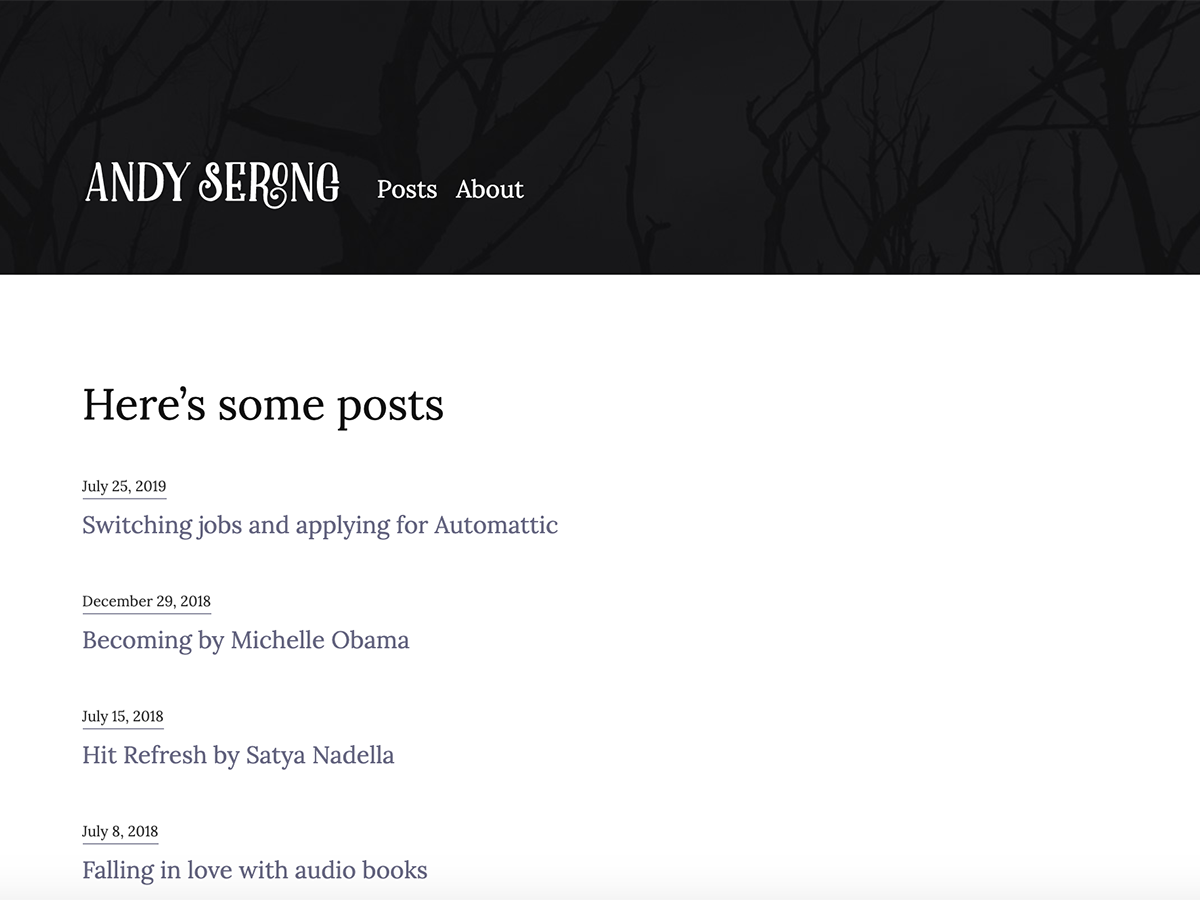 ANDY SERONG Posts About
Here’s some posts
July 25, 2019
Switching jobs and applying for Automattic
December 29, 2018
Becoming by Michelle Obama
July 15, 2018
Hit Refresh by Satya Nadella
July 8, 2018
Falling in love with audio books